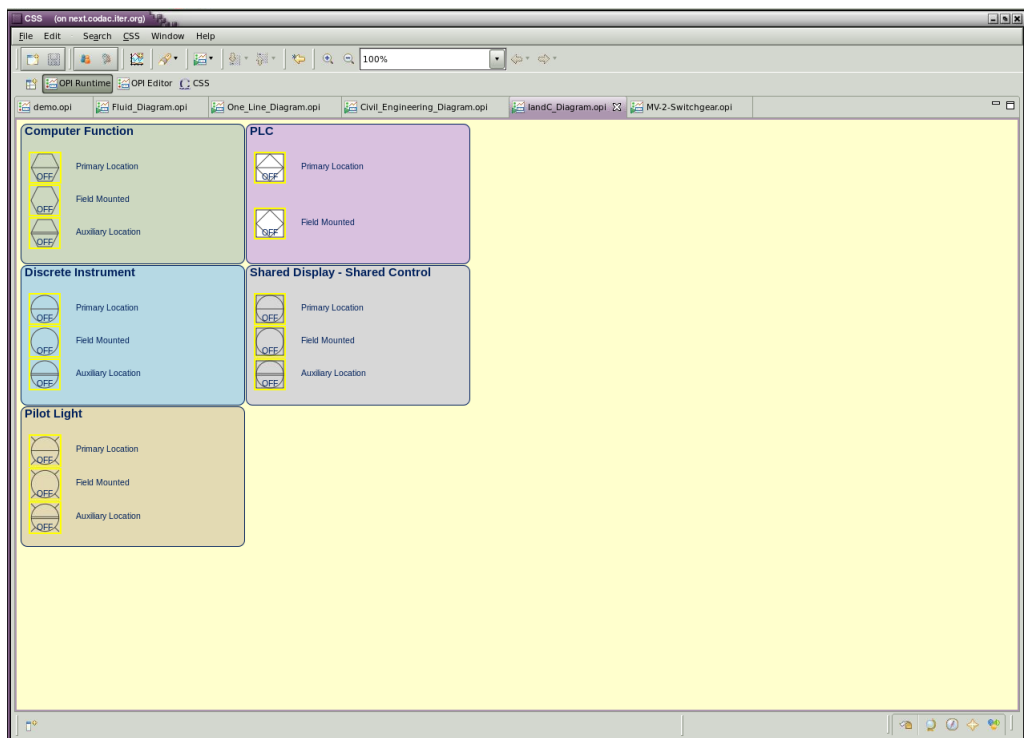 CSS (on next.codac.iter.org)
File Edit Search CSS Window Help
100%
OPI Runtime OPI Editor CSS
demo.opi Fluid_Diagram.opi One_Line_Diagram.opi Civil_Engineering_Diagram.opi IandC_Diagram.opi MV-2-Switchgear.opi
Computer Function
OFF Primary Location
OFF Field Mounted
OFF Auxiliary Location
PLC
OFF Primary Location
OFF Field Mounted
Discrete Instrument
OFF Primary Location
OFF Field Mounted
OFF Auxiliary Location
Shared Display - Shared Control
OFF Primary Location
OFF Field Mounted
OFF Auxiliary Location
Pilot Light
OFF Primary Location
OFF Field Mounted
OFF Auxiliary Location